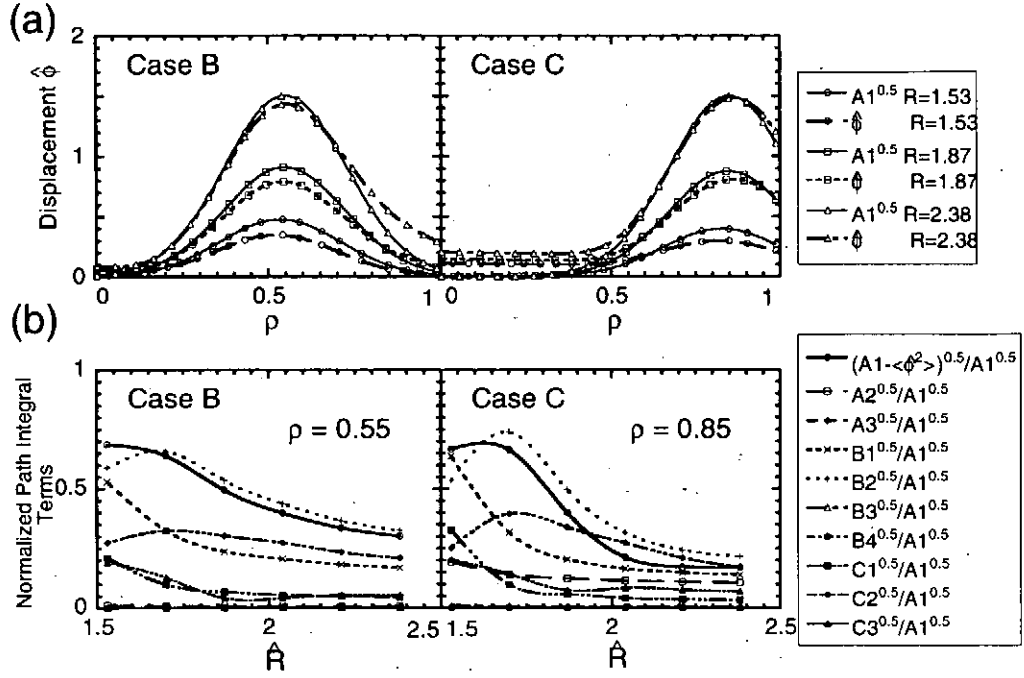 (a)
Displacement ϕ̂
2
1
0
Case B
Case C
0
0.5
1
0
0.5
1
ρ
ρ
A1^0.5 R=1.53
ϕ̂ R=1.53
A1^0.5 R=1.87
ϕ̂ R=1.87
A1^0.5 R=2.38
ϕ̂ R=2.38
(b)
Normalized Path Integral
Terms
1
0.5
0
Case B
ρ = 0.55
Case C
ρ = 0.85
1.5
2
2.5
1.5
2
2.5
R̂
R̂
(A1-<ϕ̂^2>)^0.5/A1^0.5
A2^0.5/A1^0.5
A3^0.5/A1^0.5
B1^0.5/A1^0.5
B2^0.5/A1^0.5
B3^0.5/A1^0.5
B4^0.5/A1^0.5
C1^0.5/A1^0.5
C2^0.5/A1^0.5
C3^0.5/A1^0.5